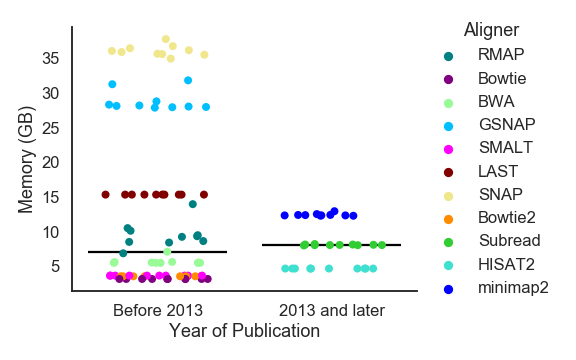 Memory (GB)
35
30
25
20
15
10
5
Before 2013
2013 and later
Year of Publication
Aligner
RMAP
Bowtie
BWA
GSNAP
SMALT
LAST
SNAP
Bowtie2
Subread
HISAT2
minimap2